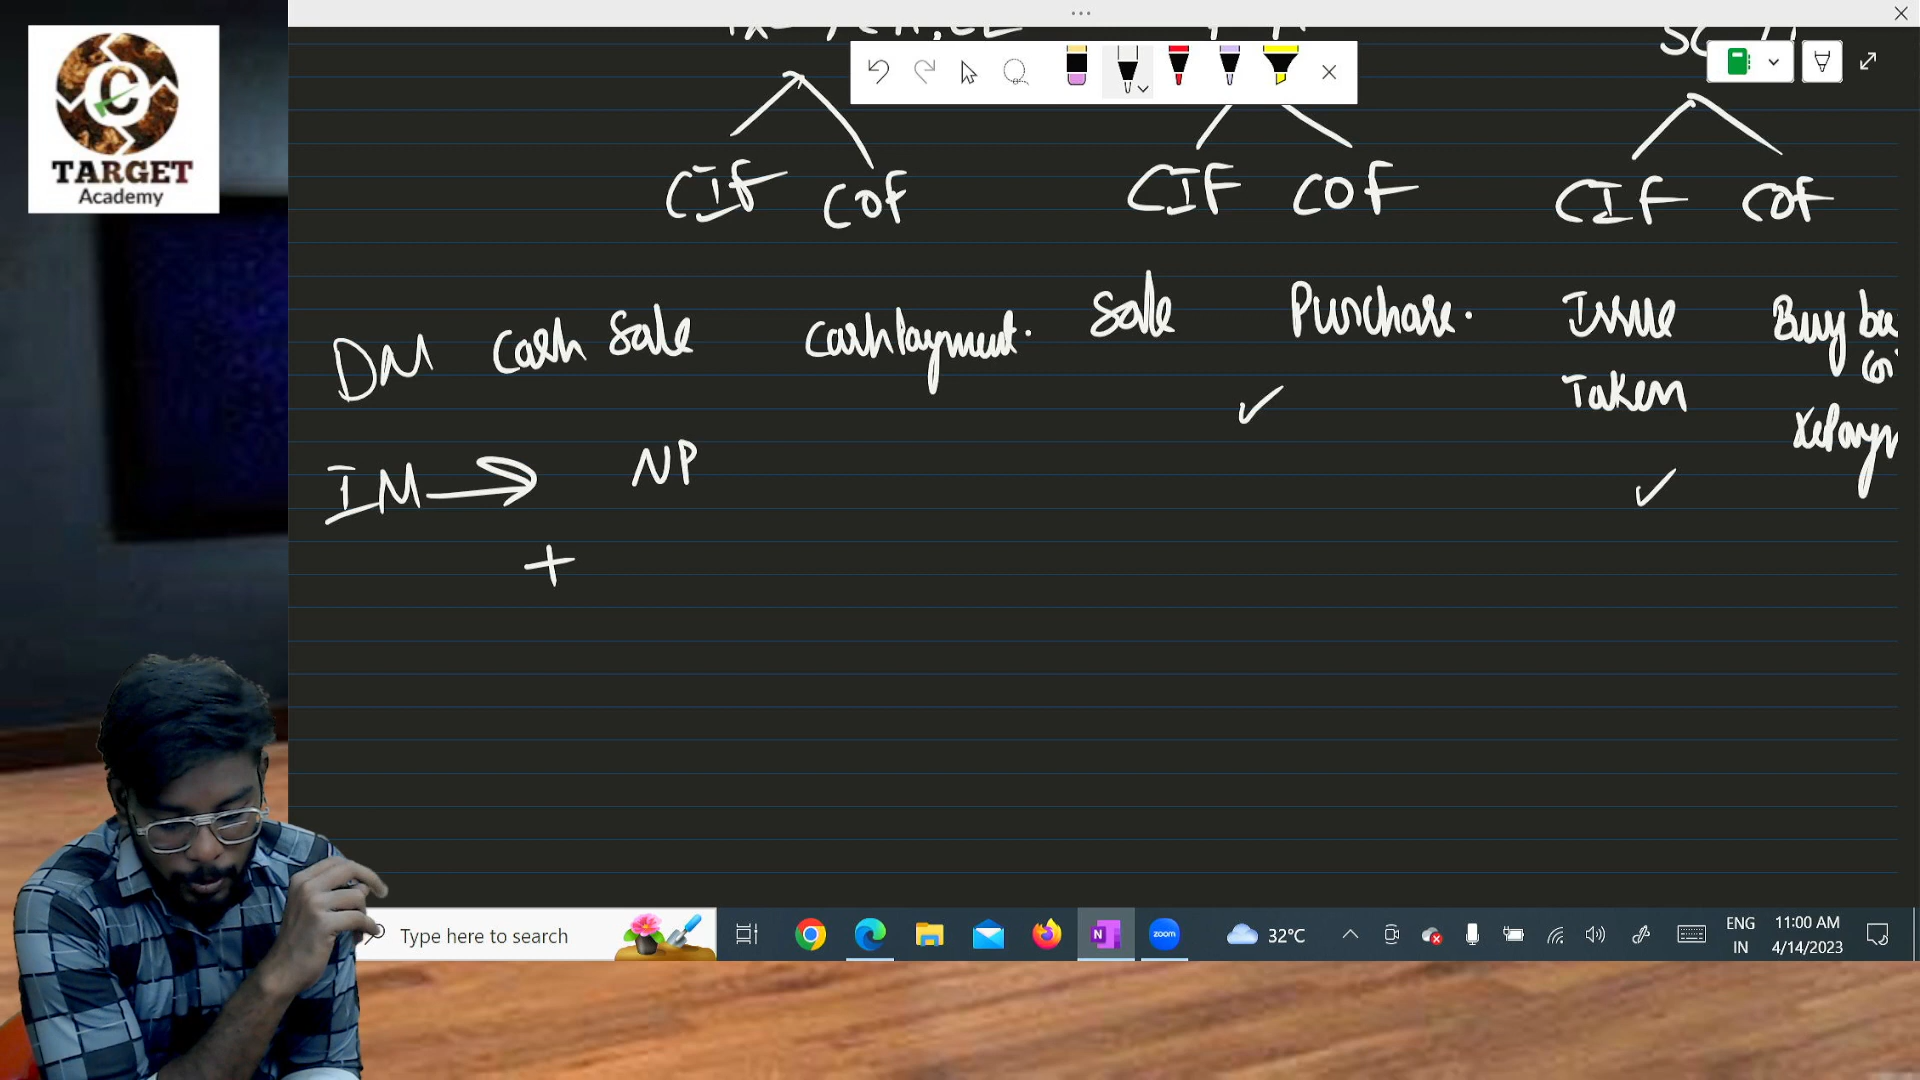 TARGET
Academy
CIF COF CIF COF CIF COF
DM Cash Sale Cash Payment. Sale Purchase. Issue Buy
Taken
IM → NP
+
Type here to search
zoom
32°C
ENG
IN
11:00 AM
4/14/2023